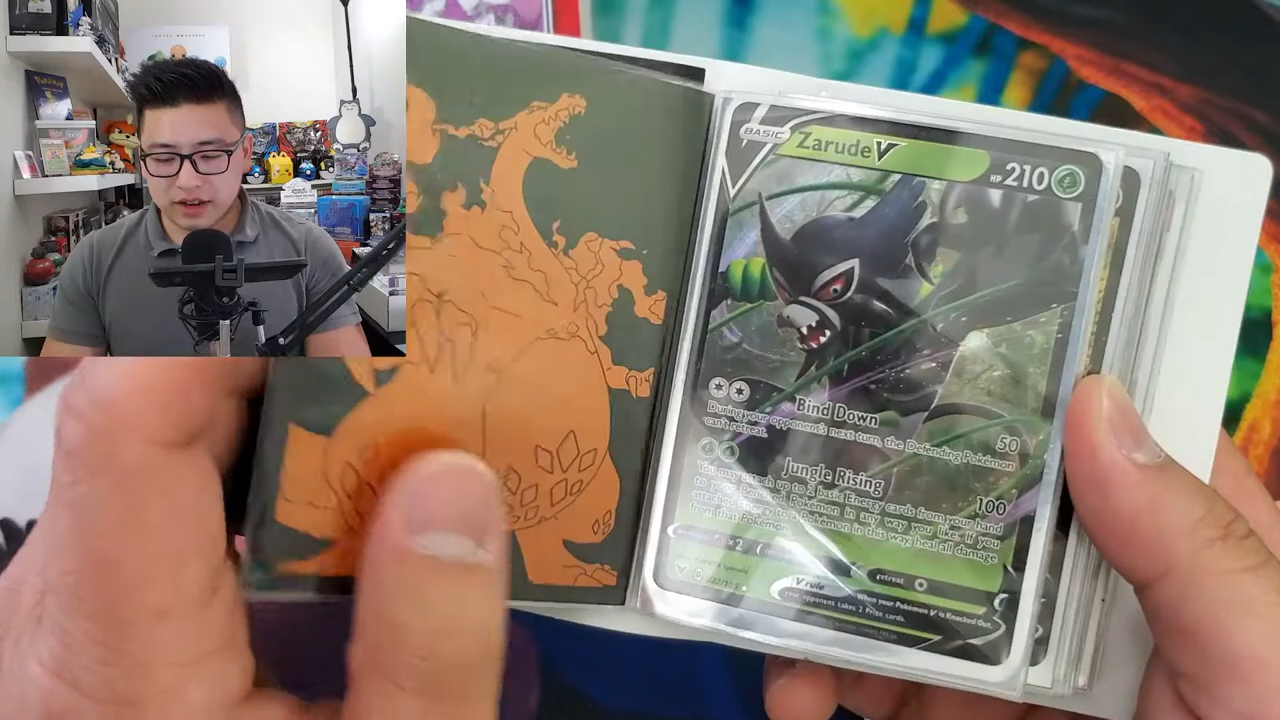 BASIC
Zarude V
HP 210
Bind Down
50
During your opponent's next turn, the Defending Pokémon
can't retreat.
Jungle Rising
100
You may attach up to 2 basic Energy cards from your hand
to your Benched Pokémon in any way you like. If you
attached Energy to a Pokémon in this way, heal all damage
from that Pokémon.
×2
retreat
V rule
When your Pokémon V is Knocked Out,
your opponent takes 2 Prize cards.